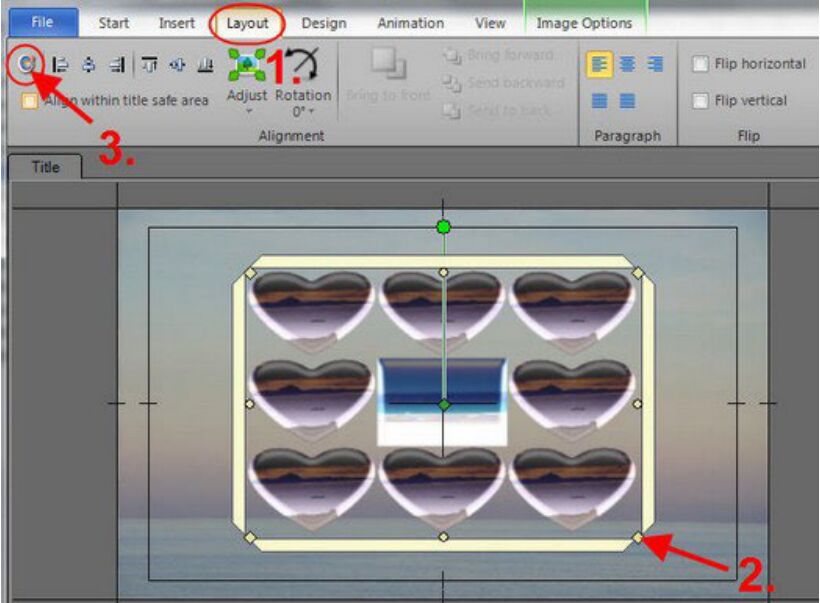 File Start Insert Layout Design Animation View Image Options
Bring forward
Flip horizontal
1.
Send backward
Align within title safe area Adjust Rotation Bring to front Flip vertical
0° Send to back
Alignment Paragraph Flip
3.
Title
2.